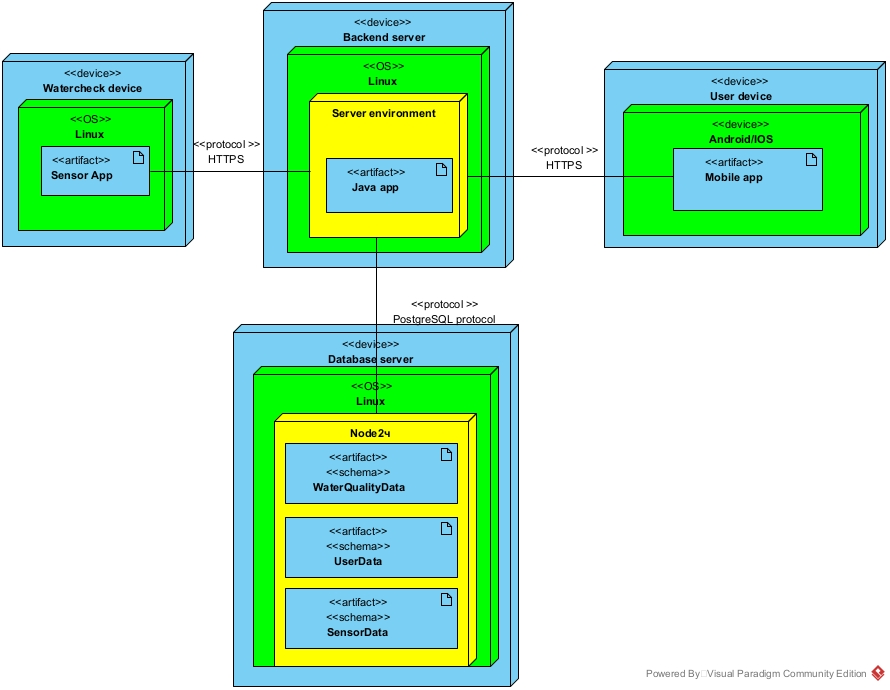 <<device>>
Backend server
<<OS>>
Linux
Server environment
<<artifact>>
Java app
<<device>>
Watercheck device
<<OS>>
Linux
<<artifact>>
Sensor App
<<protocol >>
HTTPS
<<protocol >>
HTTPS
<<device>>
User device
<<device>>
Android/IOS
<<artifact>>
Mobile app
<<protocol >>
PostgreSQL protocol
<<device>>
Database server
<<OS>>
Linux
Node2ч
<<artifact>>
<<schema>>
WaterQualityData
<<artifact>>
<<schema>>
UserData
<<artifact>>
<<schema>>
SensorData
Powered By Visual Paradigm Community Edition